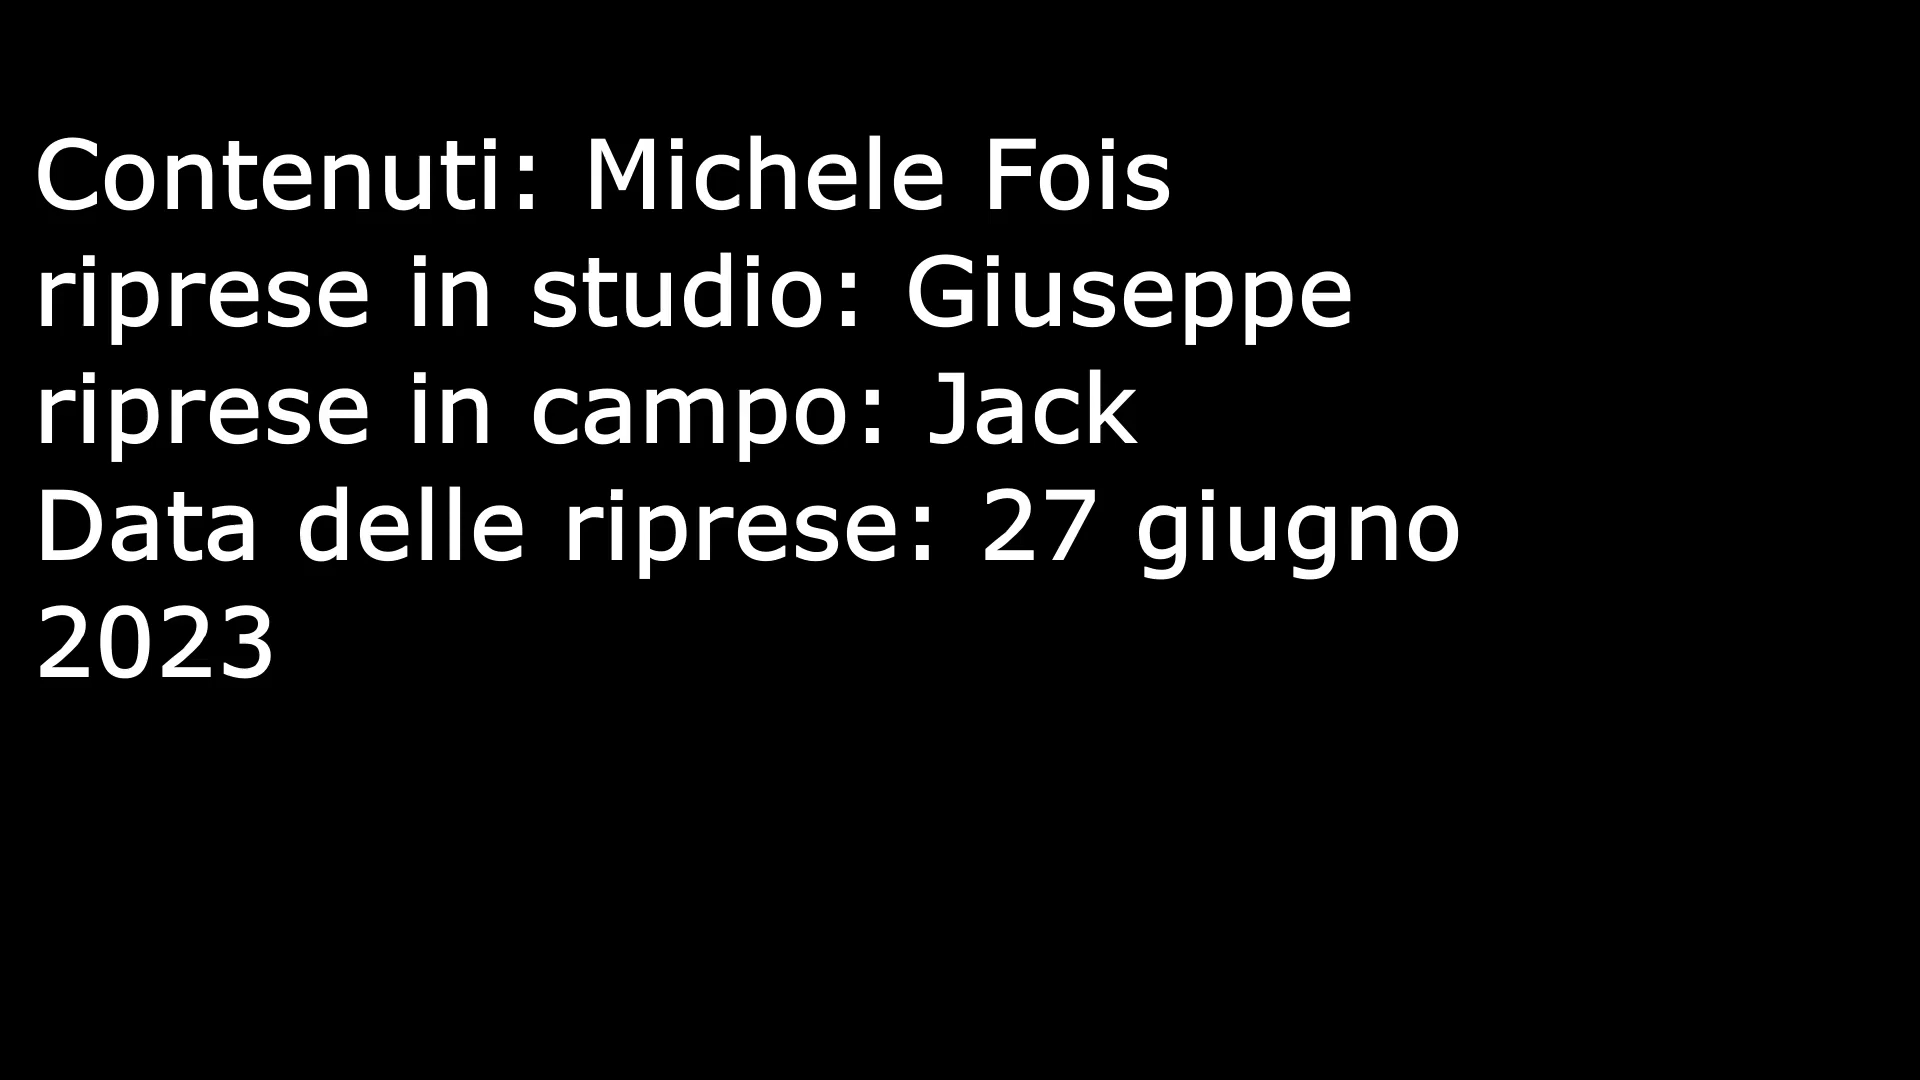 Contenuti: Michele Fois
riprese in studio: Giuseppe
riprese in campo: Jack
Data delle riprese: 27 giugno
2023